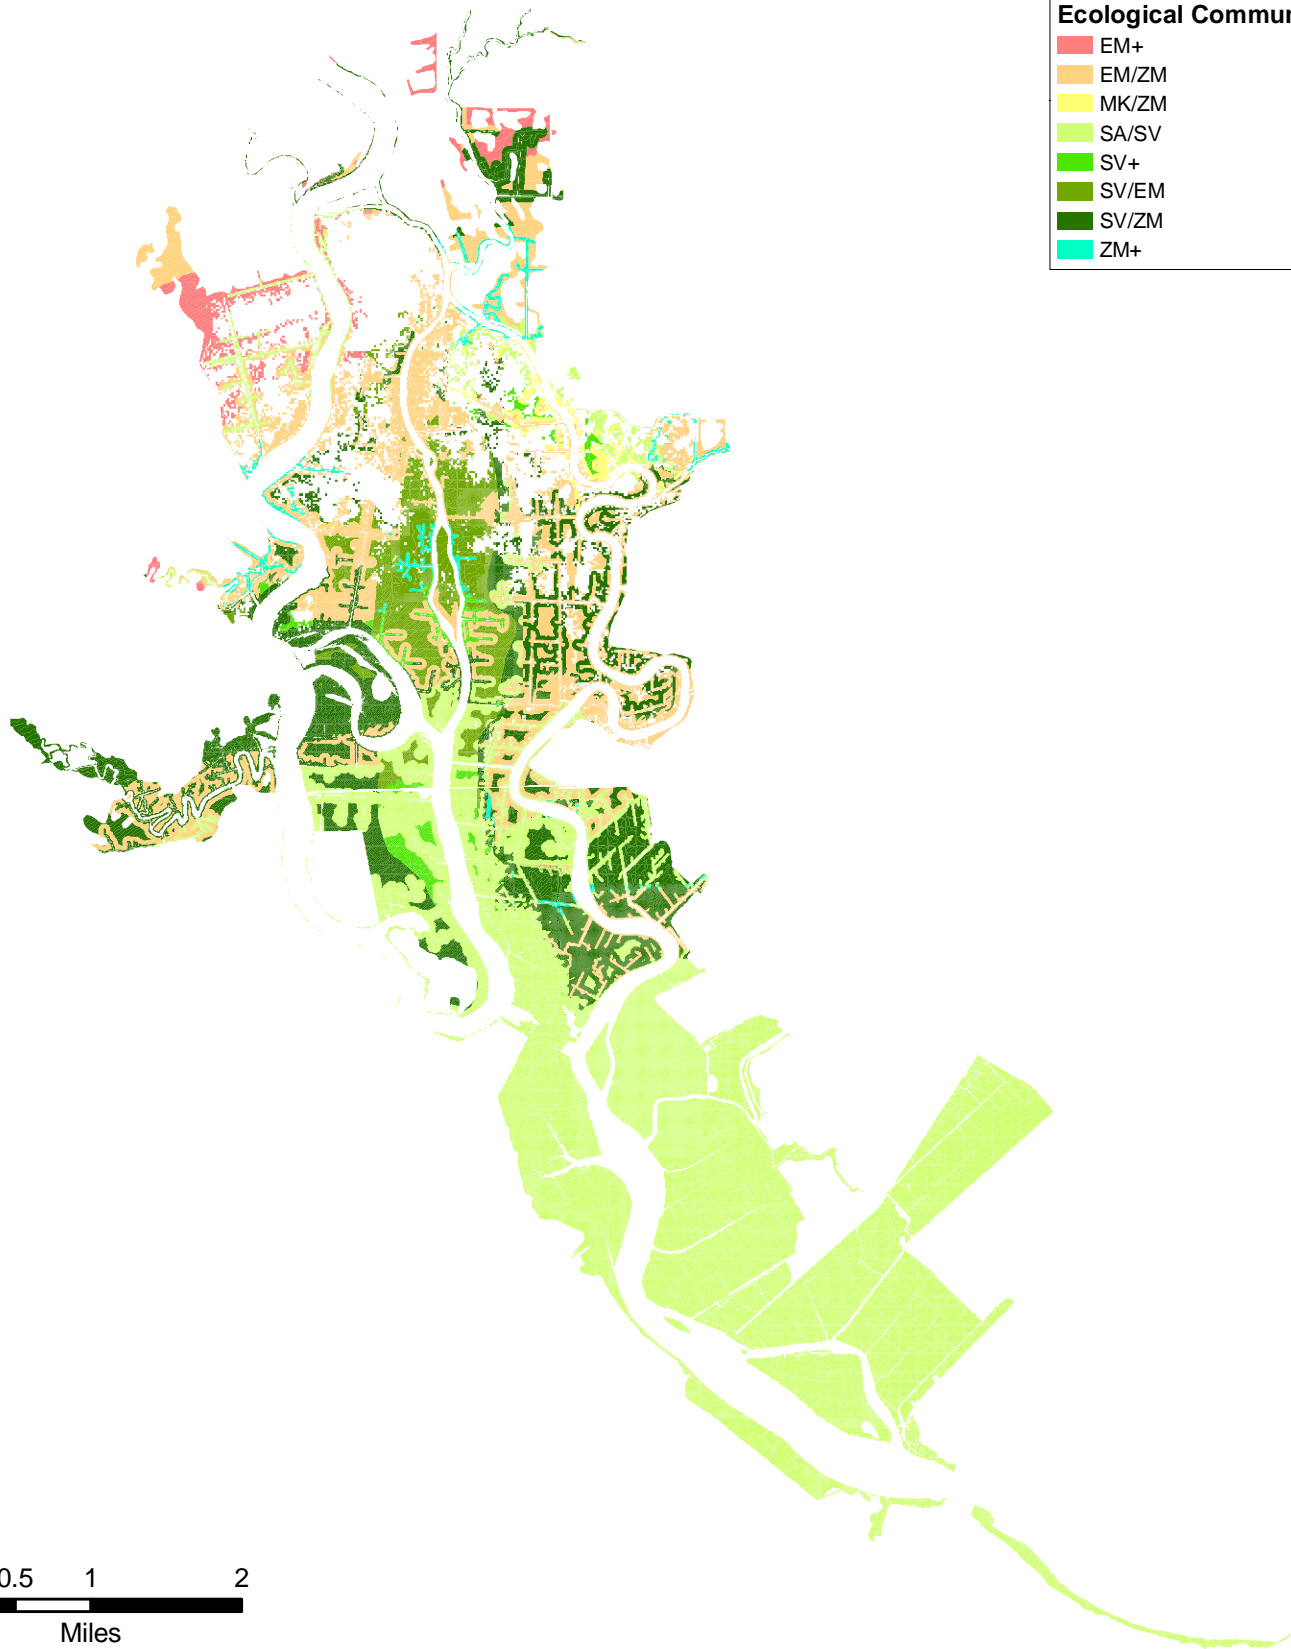 Ecological Commun
EM+
EM/ZM
MK/ZM
SA/SV
SV+
SV/EM
SV/ZM
ZM+
0.5 1 2
Miles